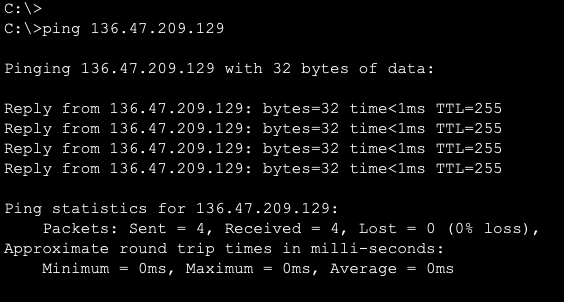 C:\>
C:\>ping 136.47.209.129
Pinging 136.47.209.129 with 32 bytes of data:
Reply from 136.47.209.129: bytes=32 time<1ms TTL=255
Reply from 136.47.209.129: bytes=32 time<1ms TTL=255
Reply from 136.47.209.129: bytes=32 time<1ms TTL=255
Reply from 136.47.209.129: bytes=32 time<1ms TTL=255
Ping statistics for 136.47.209.129:
Packets: Sent = 4, Received = 4, Lost = 0 (0% loss),
Approximate round trip times in milli-seconds:
Minimum = 0ms, Maximum = 0ms, Average = 0ms